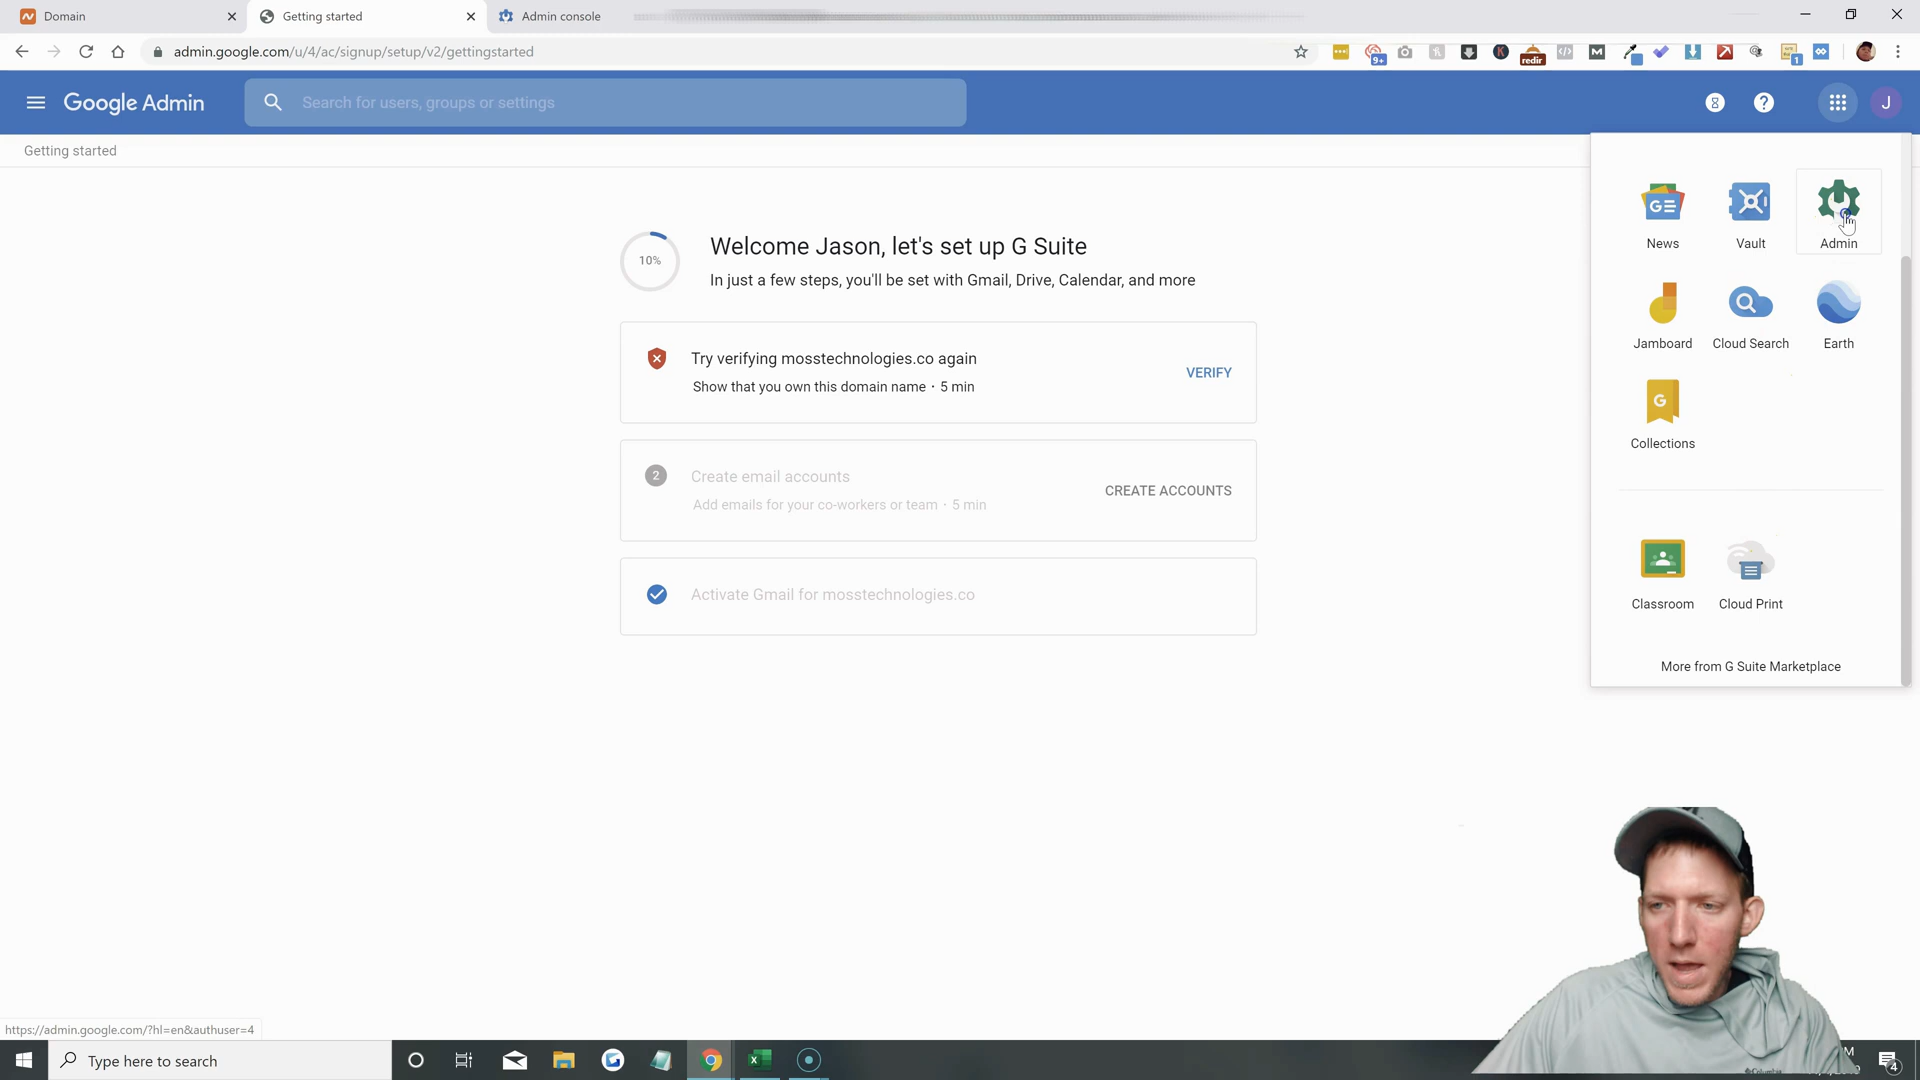 Domain
Getting started
Admin console
admin.google.com/u/4/ac/signup/setup/v2/gettingstarted
9+
redir
1
Google Admin
Search for users, groups or settings
J
Getting started
10%
Welcome Jason, let's set up G Suite
In just a few steps, you'll be set with Gmail, Drive, Calendar, and more
Try verifying mosstechnologies.co again
Show that you own this domain name · 5 min
VERIFY
2
Create email accounts
Add emails for your co-workers or team · 5 min
CREATE ACCOUNTS
Activate Gmail for mosstechnologies.co
News
Vault
Admin
Jamboard
Cloud Search
Earth
Collections
Classroom
Cloud Print
More from G Suite Marketplace
https://admin.google.com/?hl=en&authuser=4
Type here to search
Columbia
4